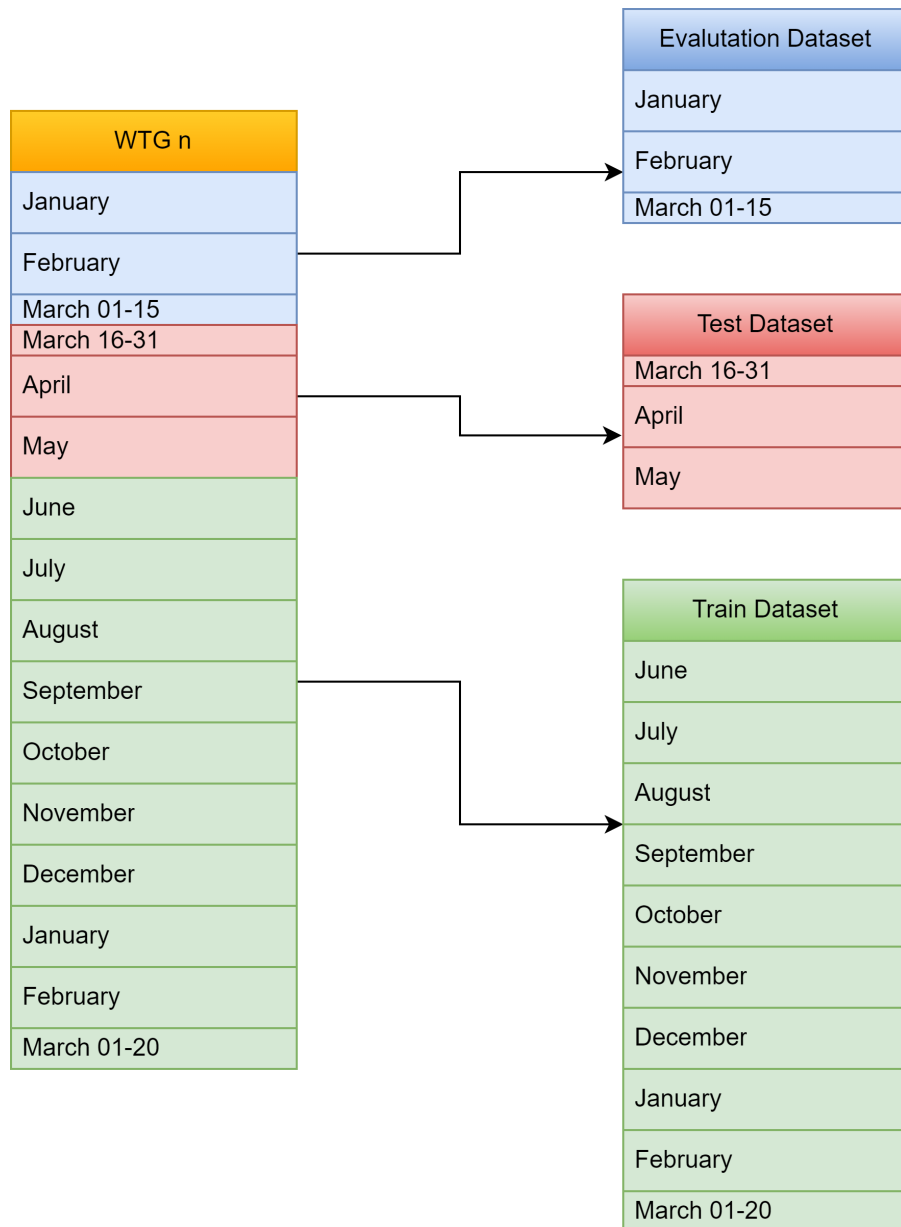 WTG n
January
February
March 01-15
March 16-31
April
May
June
July
August
September
October
November
December
January
February
March 01-20
Evalutation Dataset
January
February
March 01-15
Test Dataset
March 16-31
April
May
Train Dataset
June
July
August
September
October
November
December
January
February
March 01-20